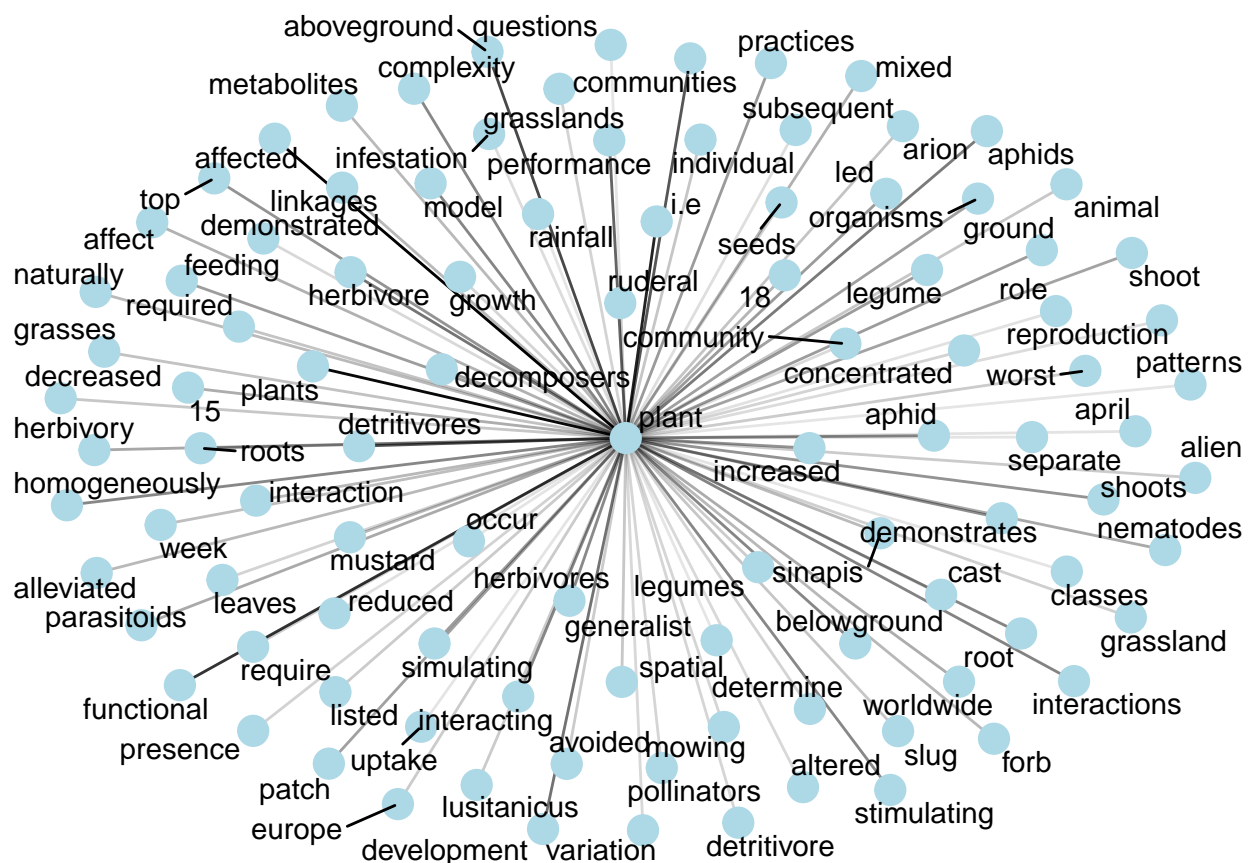 aboveground
questions
practices
metabolites
complexity
communities
mixed
grasslands
subsequent
affected
infestation
performance
individual
arion
aphids
top
linkages
model
led
demonstrated
i.e
organisms
animal
affect
rainfall
seeds
ground
naturally
feeding
herbivore
growth
ruderal
18
legume
role
shoot
required
grasses
community
reproduction
decreased
plants
decomposers
concentrated
worst
patterns
15
plant
aphid
april
herbivory
roots
detritivores
increased
separate
alien
homogeneously
interaction
shoots
week
occur
demonstrates
nematodes
mustard
alleviated
leaves
herbivores
legumes
sinapis
cast
classes
parasitoids
reduced
generalist
belowground
grassland
require
simulating
spatial
root
functional
listed
interacting
determine
worldwide
interactions
presence
uptake
avoided
mowing
slug
forb
patch
lusitanicus
pollinators
altered
stimulating
europe
development
variation
detritivore